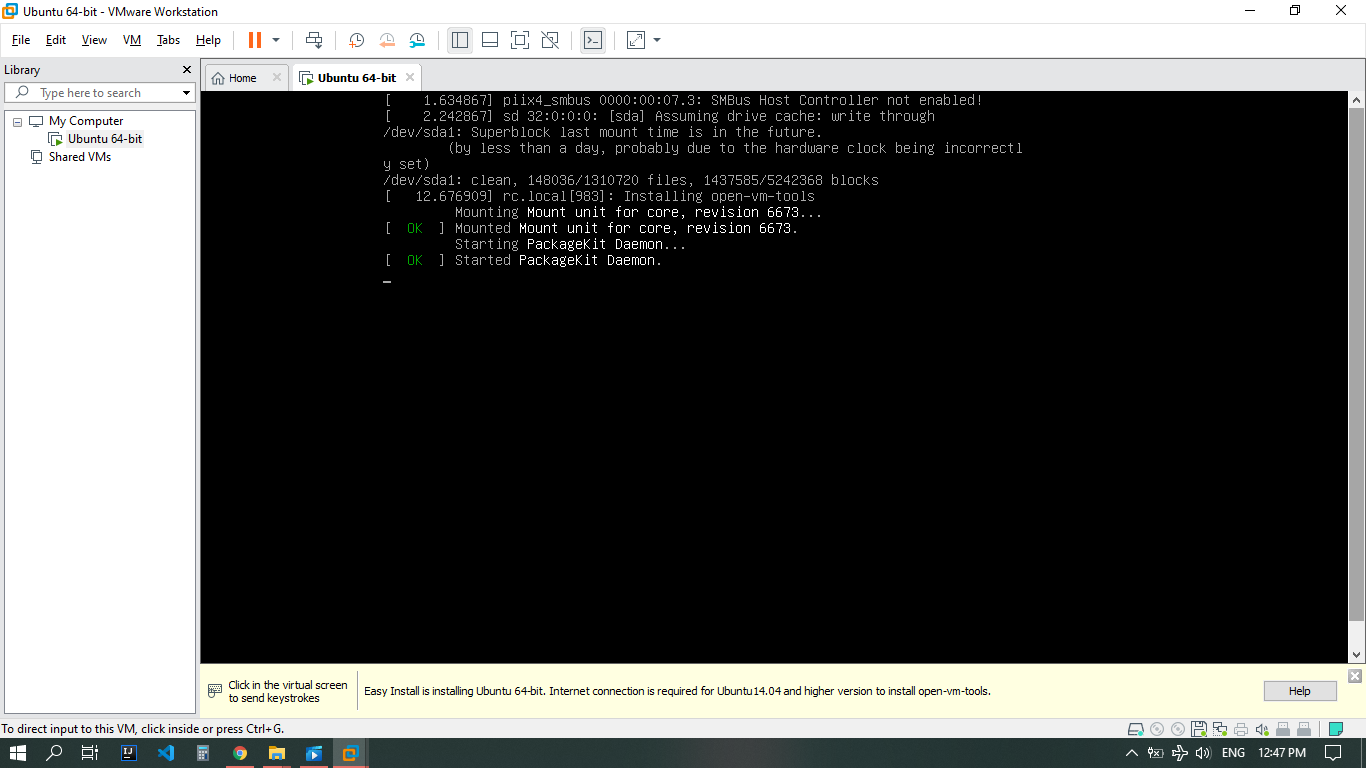 Ubuntu 64-bit - VMware Workstation
File Edit View VM Tabs Help
Library
Type here to search
My Computer
Ubuntu 64-bit
Shared VMs
Home
Ubuntu 64-bit
[    1.634867] piix4_smbus 0000:00:07.3: SMBus Host Controller not enabled!
[    2.242867] sd 32:0:0:0: [sda] Assuming drive cache: write through
/dev/sda1: Superblock last mount time is in the future.
(by less than a day, probably due to the hardware clock being incorrectl
y set)
/dev/sda1: clean, 148036/1310720 files, 1437585/5242368 blocks
[   12.676909] rc.local[983]: Installing open-vm-tools
Mounting Mount unit for core, revision 6673...
[  OK  ] Mounted Mount unit for core, revision 6673.
Starting PackageKit Daemon...
[  OK  ] Started PackageKit Daemon.
Click in the virtual screen
to send keystrokes
Easy Install is installing Ubuntu 64-bit. Internet connection is required for Ubuntu14.04 and higher version to install open-vm-tools.
Help
To direct input to this VM, click inside or press Ctrl+G.
IJ
ENG
12:47 PM